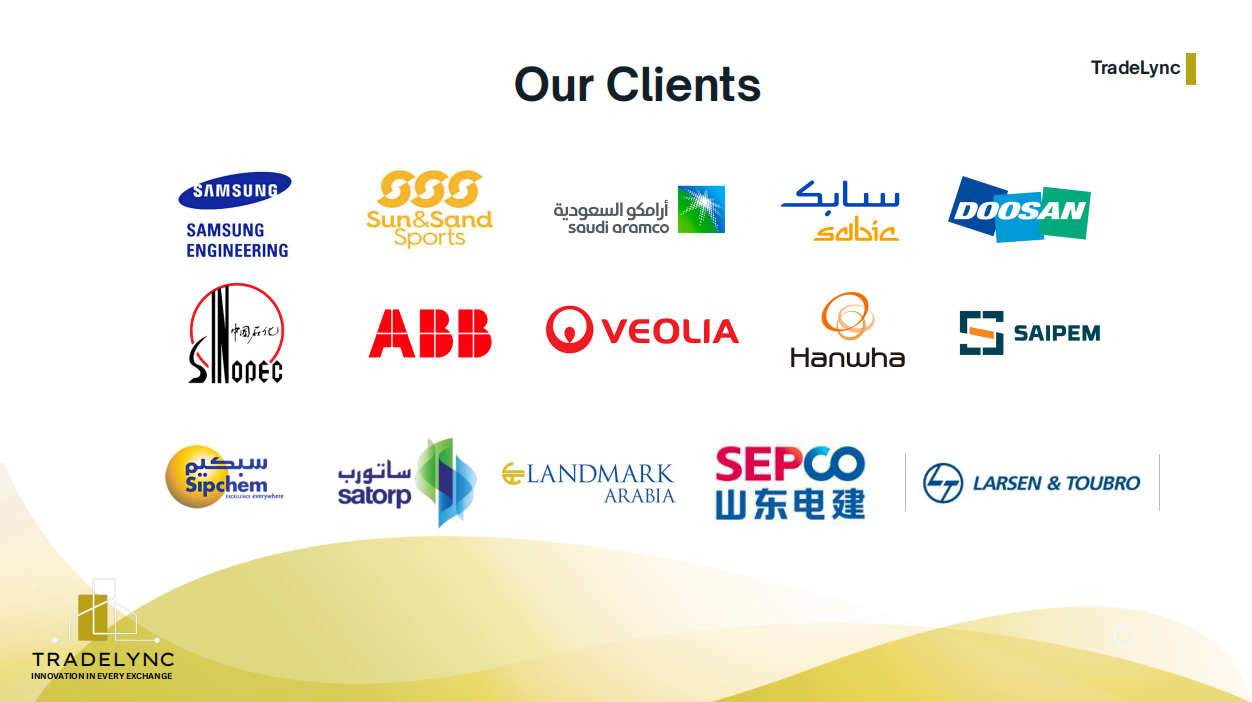 Our Clients
TradeLync
SAMSUNG
SAMSUNG
ENGINEERING
SSS
Sun&Sand
Sports
أرامكو السعودية
saudi aramco
سابك
sabic
DOOSAN
中国石化
SINOPEC
ABB
VEOLIA
Hanwha
SAIPEM
سبكيم
Sipchem
EXCELLENCE everywhere
ساتورب
satorp
LANDMARK
ARABIA
SEPCO
山东电建
LARSEN & TOUBRO
TRADELYNC
INNOVATION IN EVERY EXCHANGE